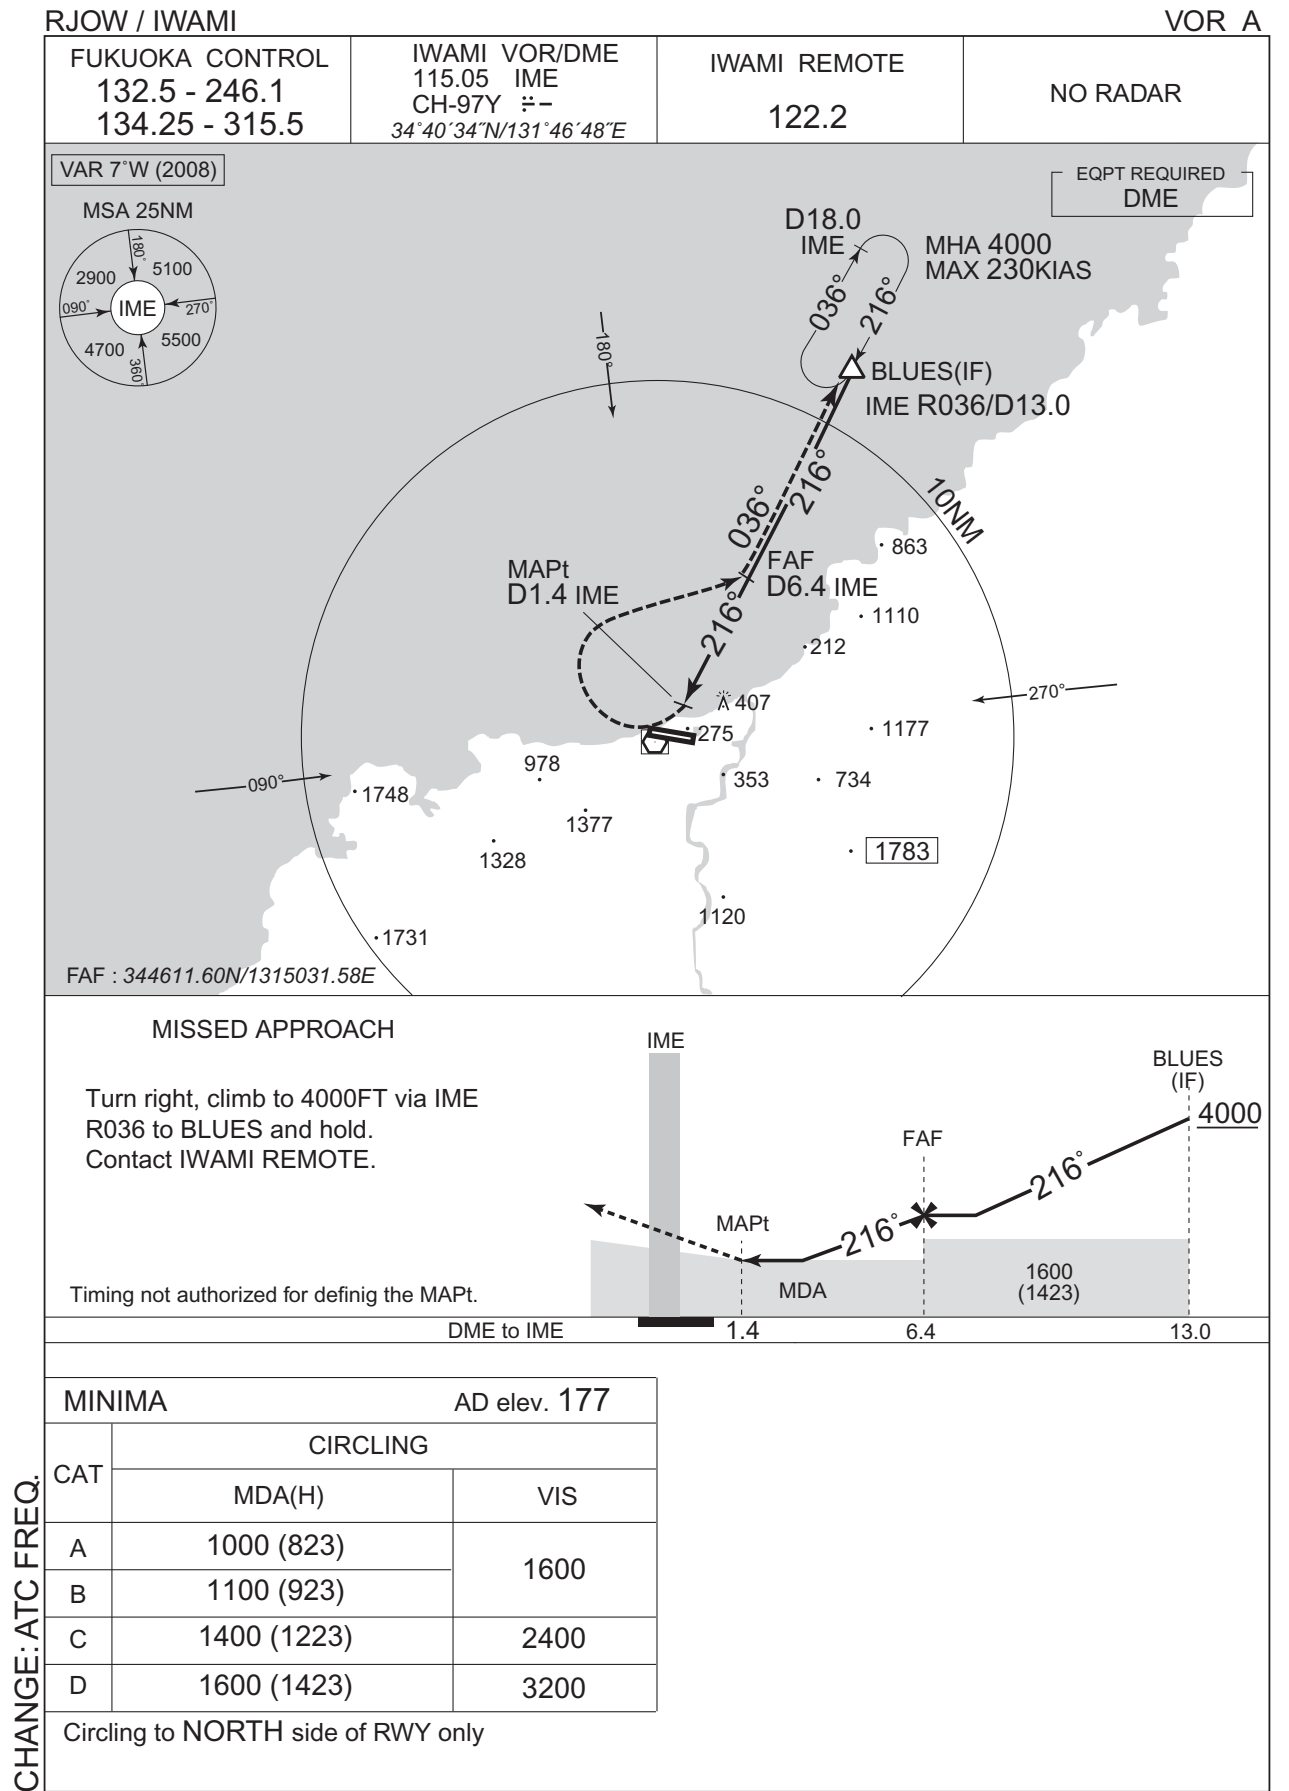 RJOW / IWAMI
VOR A
FUKUOKA CONTROL
132.5 - 246.1
134.25 - 315.5
IWAMI VOR/DME
115.05 IME
CH-97Y
34°40´34˝N/131°46´48˝E
IWAMI REMOTE
122.2
NO RADAR
VAR 7°W (2008)
MSA 25NM
180°
2900
5100
090°
IME
270°
4700
5500
360°
EQPT REQUIRED
DME
D18.0
IME
MHA 4000
MAX 230KIAS
036°
216°
180°
BLUES(IF)
IME R036/D13.0
216°
036°
10NM
863
MAPt
D1.4 IME
FAF
D6.4 IME
216°
1110
212
270°
407
275
1177
978
090°
1748
353
734
1377
1328
1783
1120
1731
FAF : 344611.60N/1315031.58E
MISSED APPROACH
Turn right, climb to 4000FT via IME
R036 to BLUES and hold.
Contact IWAMI REMOTE.
Timing not authorized for definig the MAPt.
IME
BLUES
(IF)
4000
FAF
216°
MAPt
216°
MDA
1600
(1423)
DME to IME
1.4
6.4
13.0
MINIMA
AD elev. 177
CAT
CIRCLING
MDA(H)
VIS
A
1000 (823)
1600
B
1100 (923)
C
1400 (1223)
2400
D
1600 (1423)
3200
Circling to NORTH side of RWY only
CHANGE: ATC FREQ.